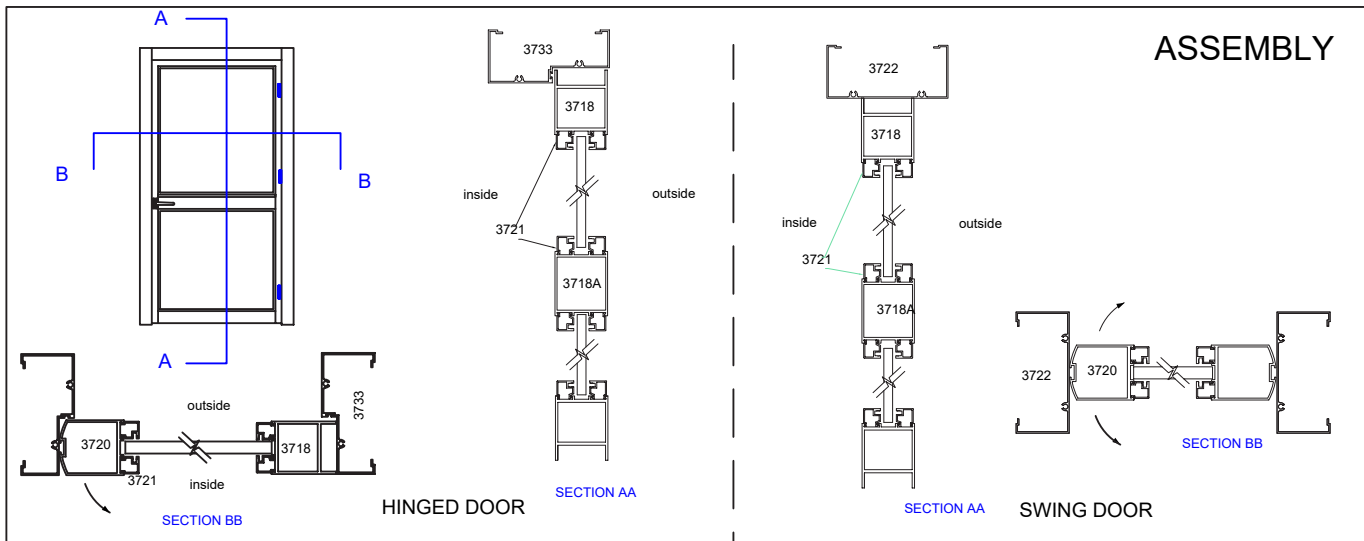 ASSEMBLY
A
B
B
A
3733
3718
inside
outside
3721
3718A
SECTION AA
outside
3733
3720
3718
3721
inside
SECTION BB
HINGED DOOR
3722
3718
inside
outside
3721
3718A
SECTION AA
3722
3720
SECTION BB
SWING DOOR